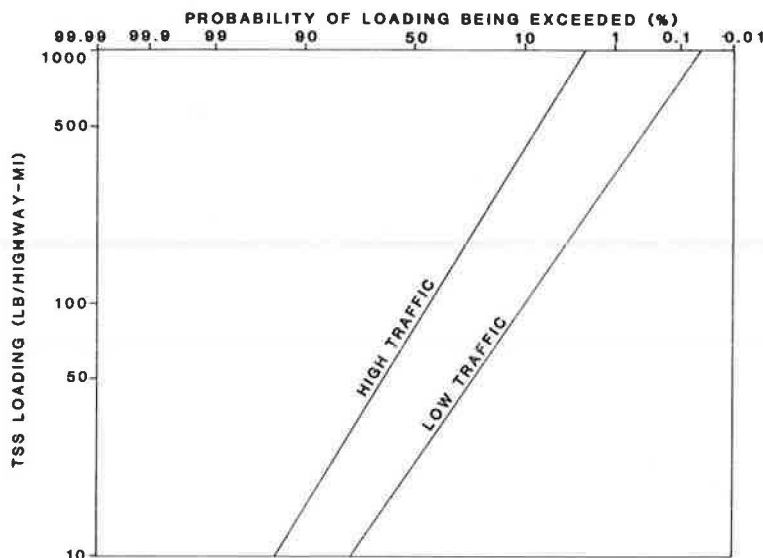 PROBABILITY OF LOADING BEING EXCEEDED (%)
99.99 99.9 99 90 50 10 1 0.1 0.01
1000
500
100
50
10
TSS LOADING (LB/HIGHWAY-MI)
HIGH TRAFFIC
LOW TRAFFIC